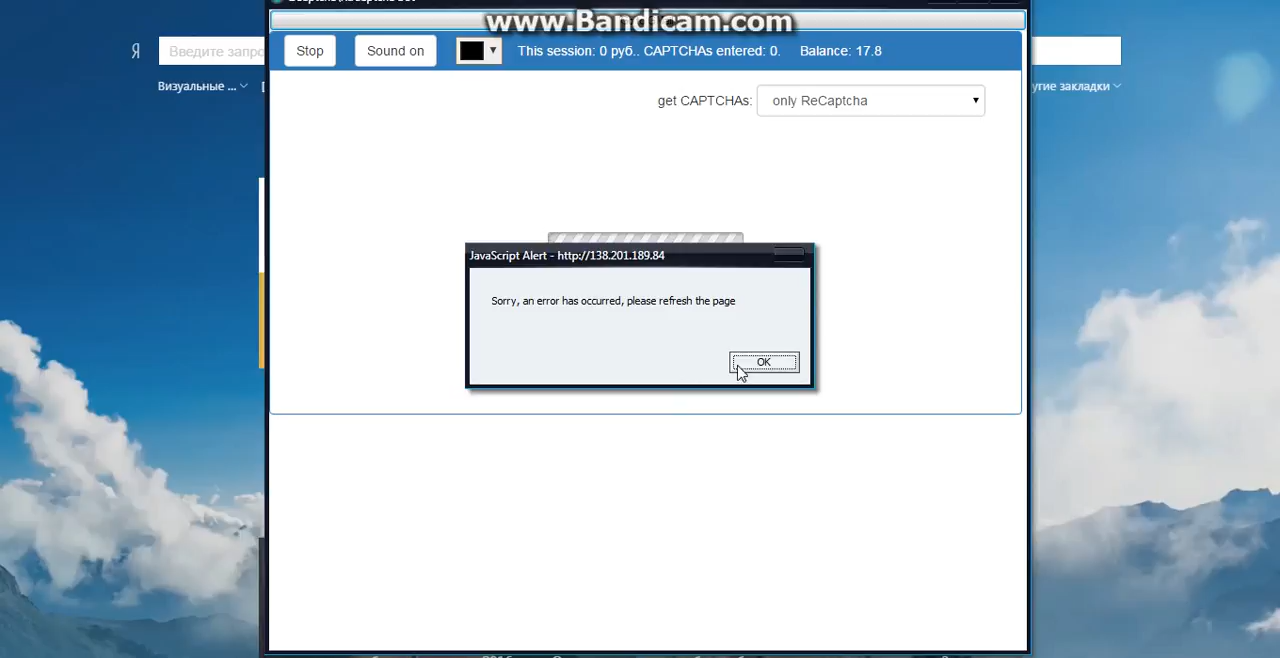 www.Bandicam.com
Я
Введите запро
Stop
Sound on
This session: 0 руб.. CAPTCHAs entered: 0.
Balance: 17.8
Визуальные ...
угие закладки
get CAPTCHAs:
only ReCaptcha
JavaScript Alert - http://138.201.189.84
Sorry, an error has occurred, please refresh the page
OK